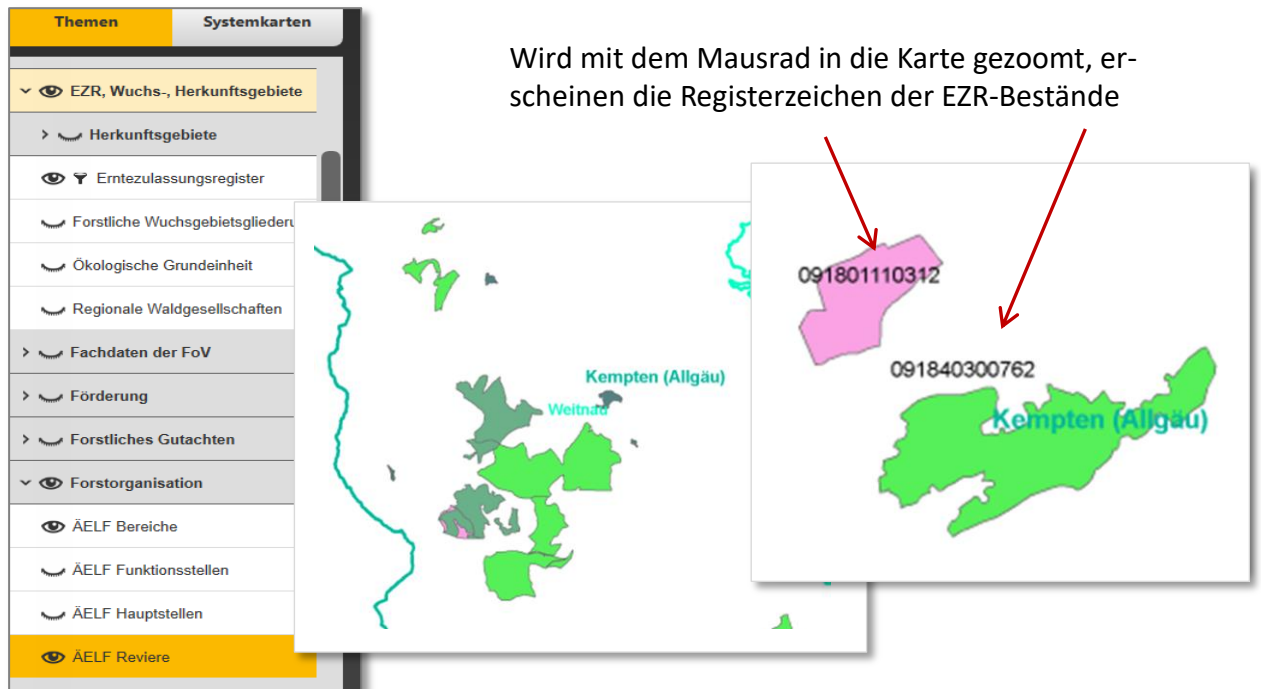 Themen Systemkarten
EZR, Wuchs-, Herkunftsgebiete
Herkunftsgebiete
Erntezulassungsregister
Forstliche Wuchsgebietsgliederu
Ökologische Grundeinheit
Regionale Waldgesellschaften
Fachdaten der FoV
Förderung
Forstliches Gutachten
Forstorganisation
ÄELF Bereiche
ÄELF Funktionsstellen
ÄELF Hauptstellen
ÄELF Reviere
Wird mit dem Mausrad in die Karte gezoomt, er-
scheinen die Registerzeichen der EZR-Bestände
Kempten (Allgäu)
Weitnau
091801110312
091840300762
Kempten (Allgäu)